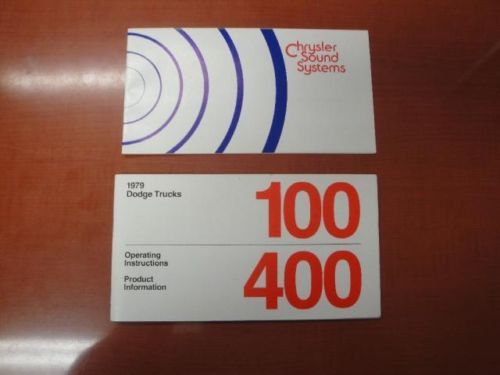 Chrysler
Sound
Systems
1979
Dodge Trucks
100
Operating
Instructions
Product
Information
400